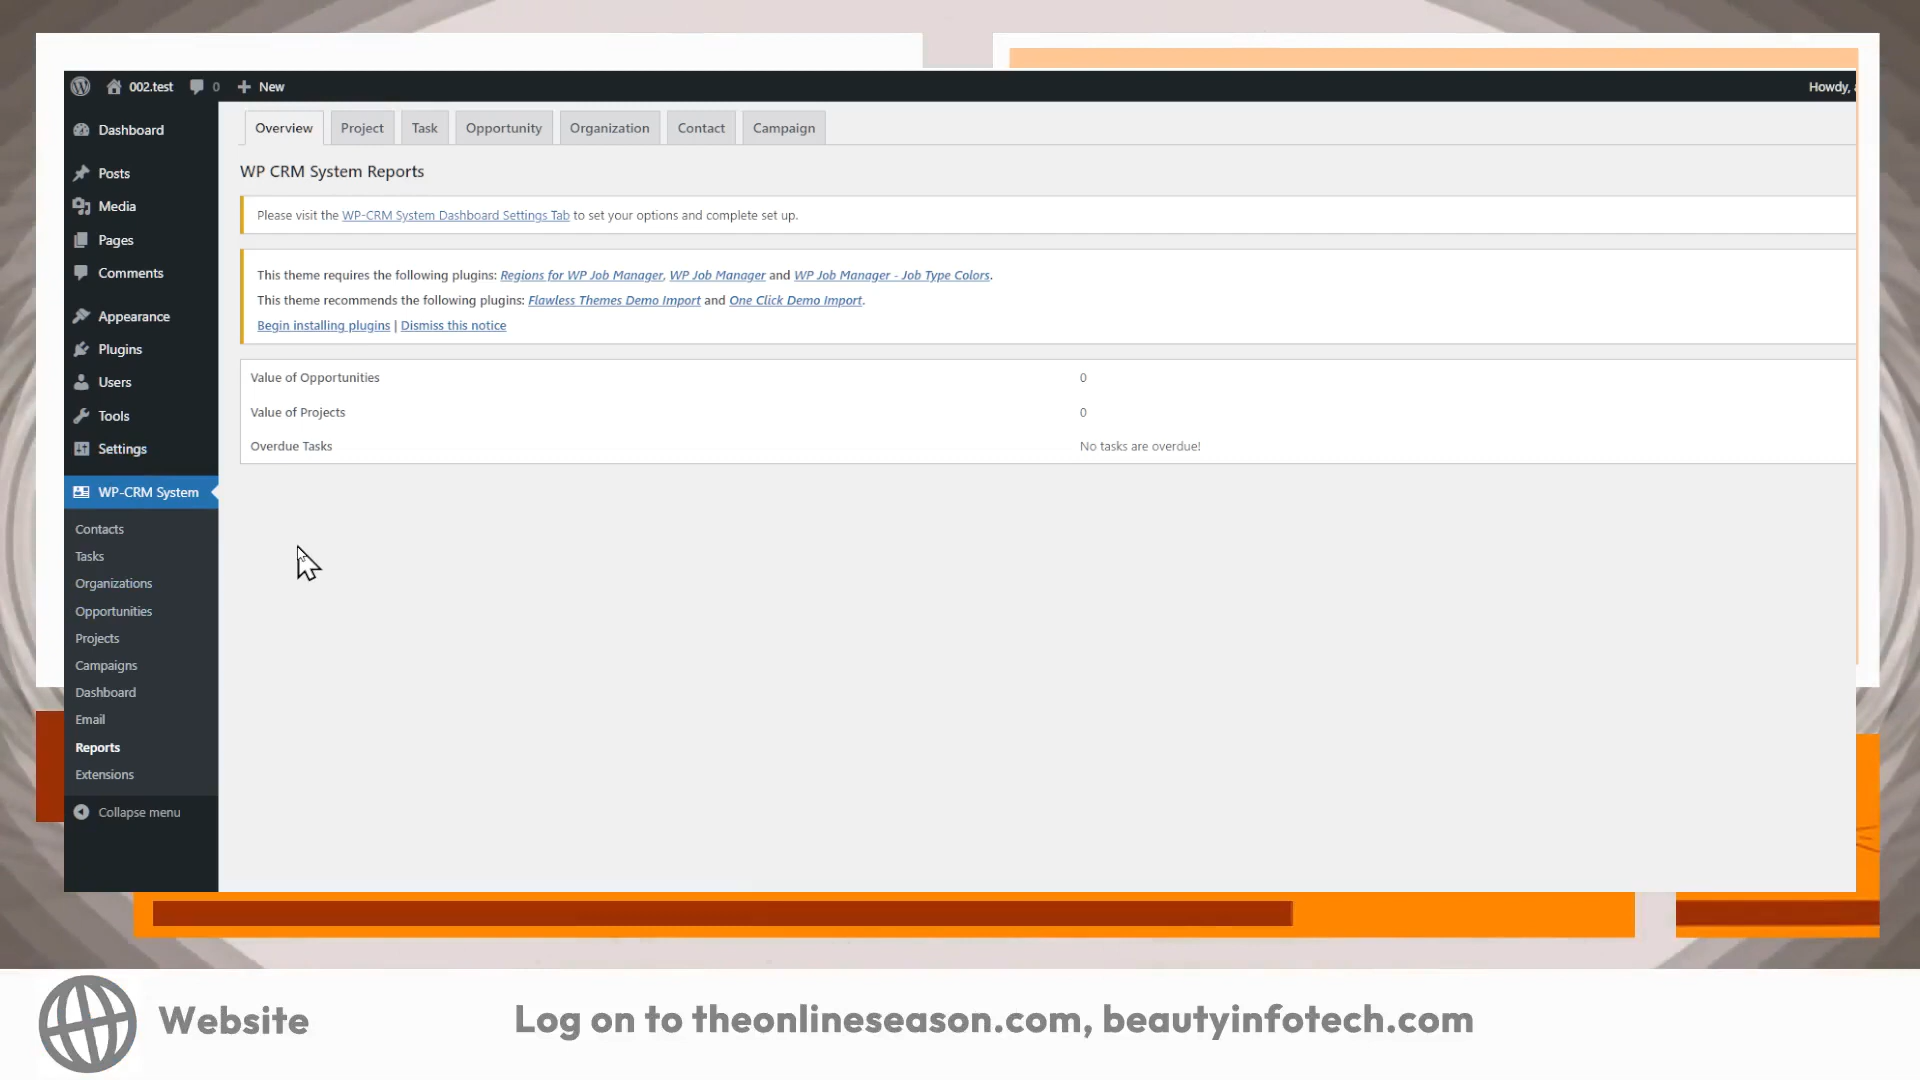 002.test 0 New Howdy,
Dashboard
Posts
Media
Pages
Comments
Appearance
Plugins
Users
Tools
Settings
WP-CRM System
Contacts
Tasks
Organizations
Opportunities
Projects
Campaigns
Dashboard
Email
Reports
Extensions
Collapse menu
Overview Project Task Opportunity Organization Contact Campaign
WP CRM System Reports
Please visit the WP-CRM System Dashboard Settings Tab to set your options and complete set up.
This theme requires the following plugins: Regions for WP Job Manager, WP Job Manager and WP Job Manager - Job Type Colors.
This theme recommends the following plugins: Flawless Themes Demo Import and One Click Demo Import.
Begin installing plugins | Dismiss this notice
Value of Opportunities 0
Value of Projects 0
Overdue Tasks No tasks are overdue!
Website Log on to theonlineseason.com, beautyinfotech.com